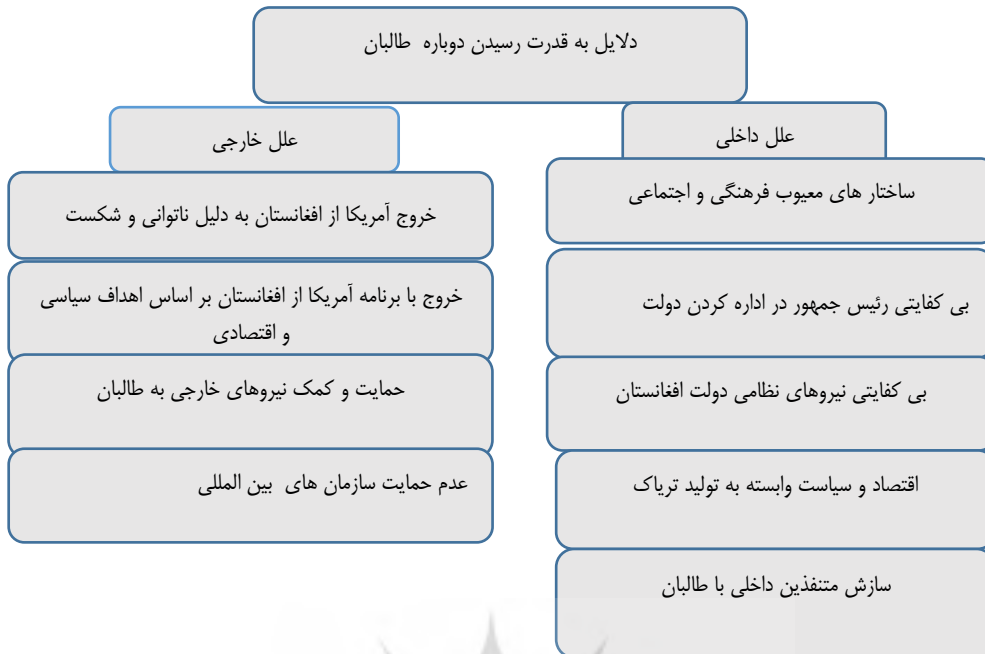 دلایل به قدرت رسیدن دوباره طالبان
علل داخلی
ساختار های معیوب فرهنگی و اجتماعی
بی کفایتی رئیس جمهور در اداره کردن دولت
بی کفایتی نیروهای نظامی دولت افغانستان
اقتصاد و سیاست وابسته به تولید تریاک
سازش متنفذین داخلی با طالبان
علل خارجی
خروج آمریکا از افغانستان به دلیل ناتوانی و شکست
خروج با برنامه آمریکا از افغانستان بر اساس اهداف سیاسی
و اقتصادی
حمایت و کمک نیروهای خارجی به طالبان
عدم حمایت سازمان های بین المللی